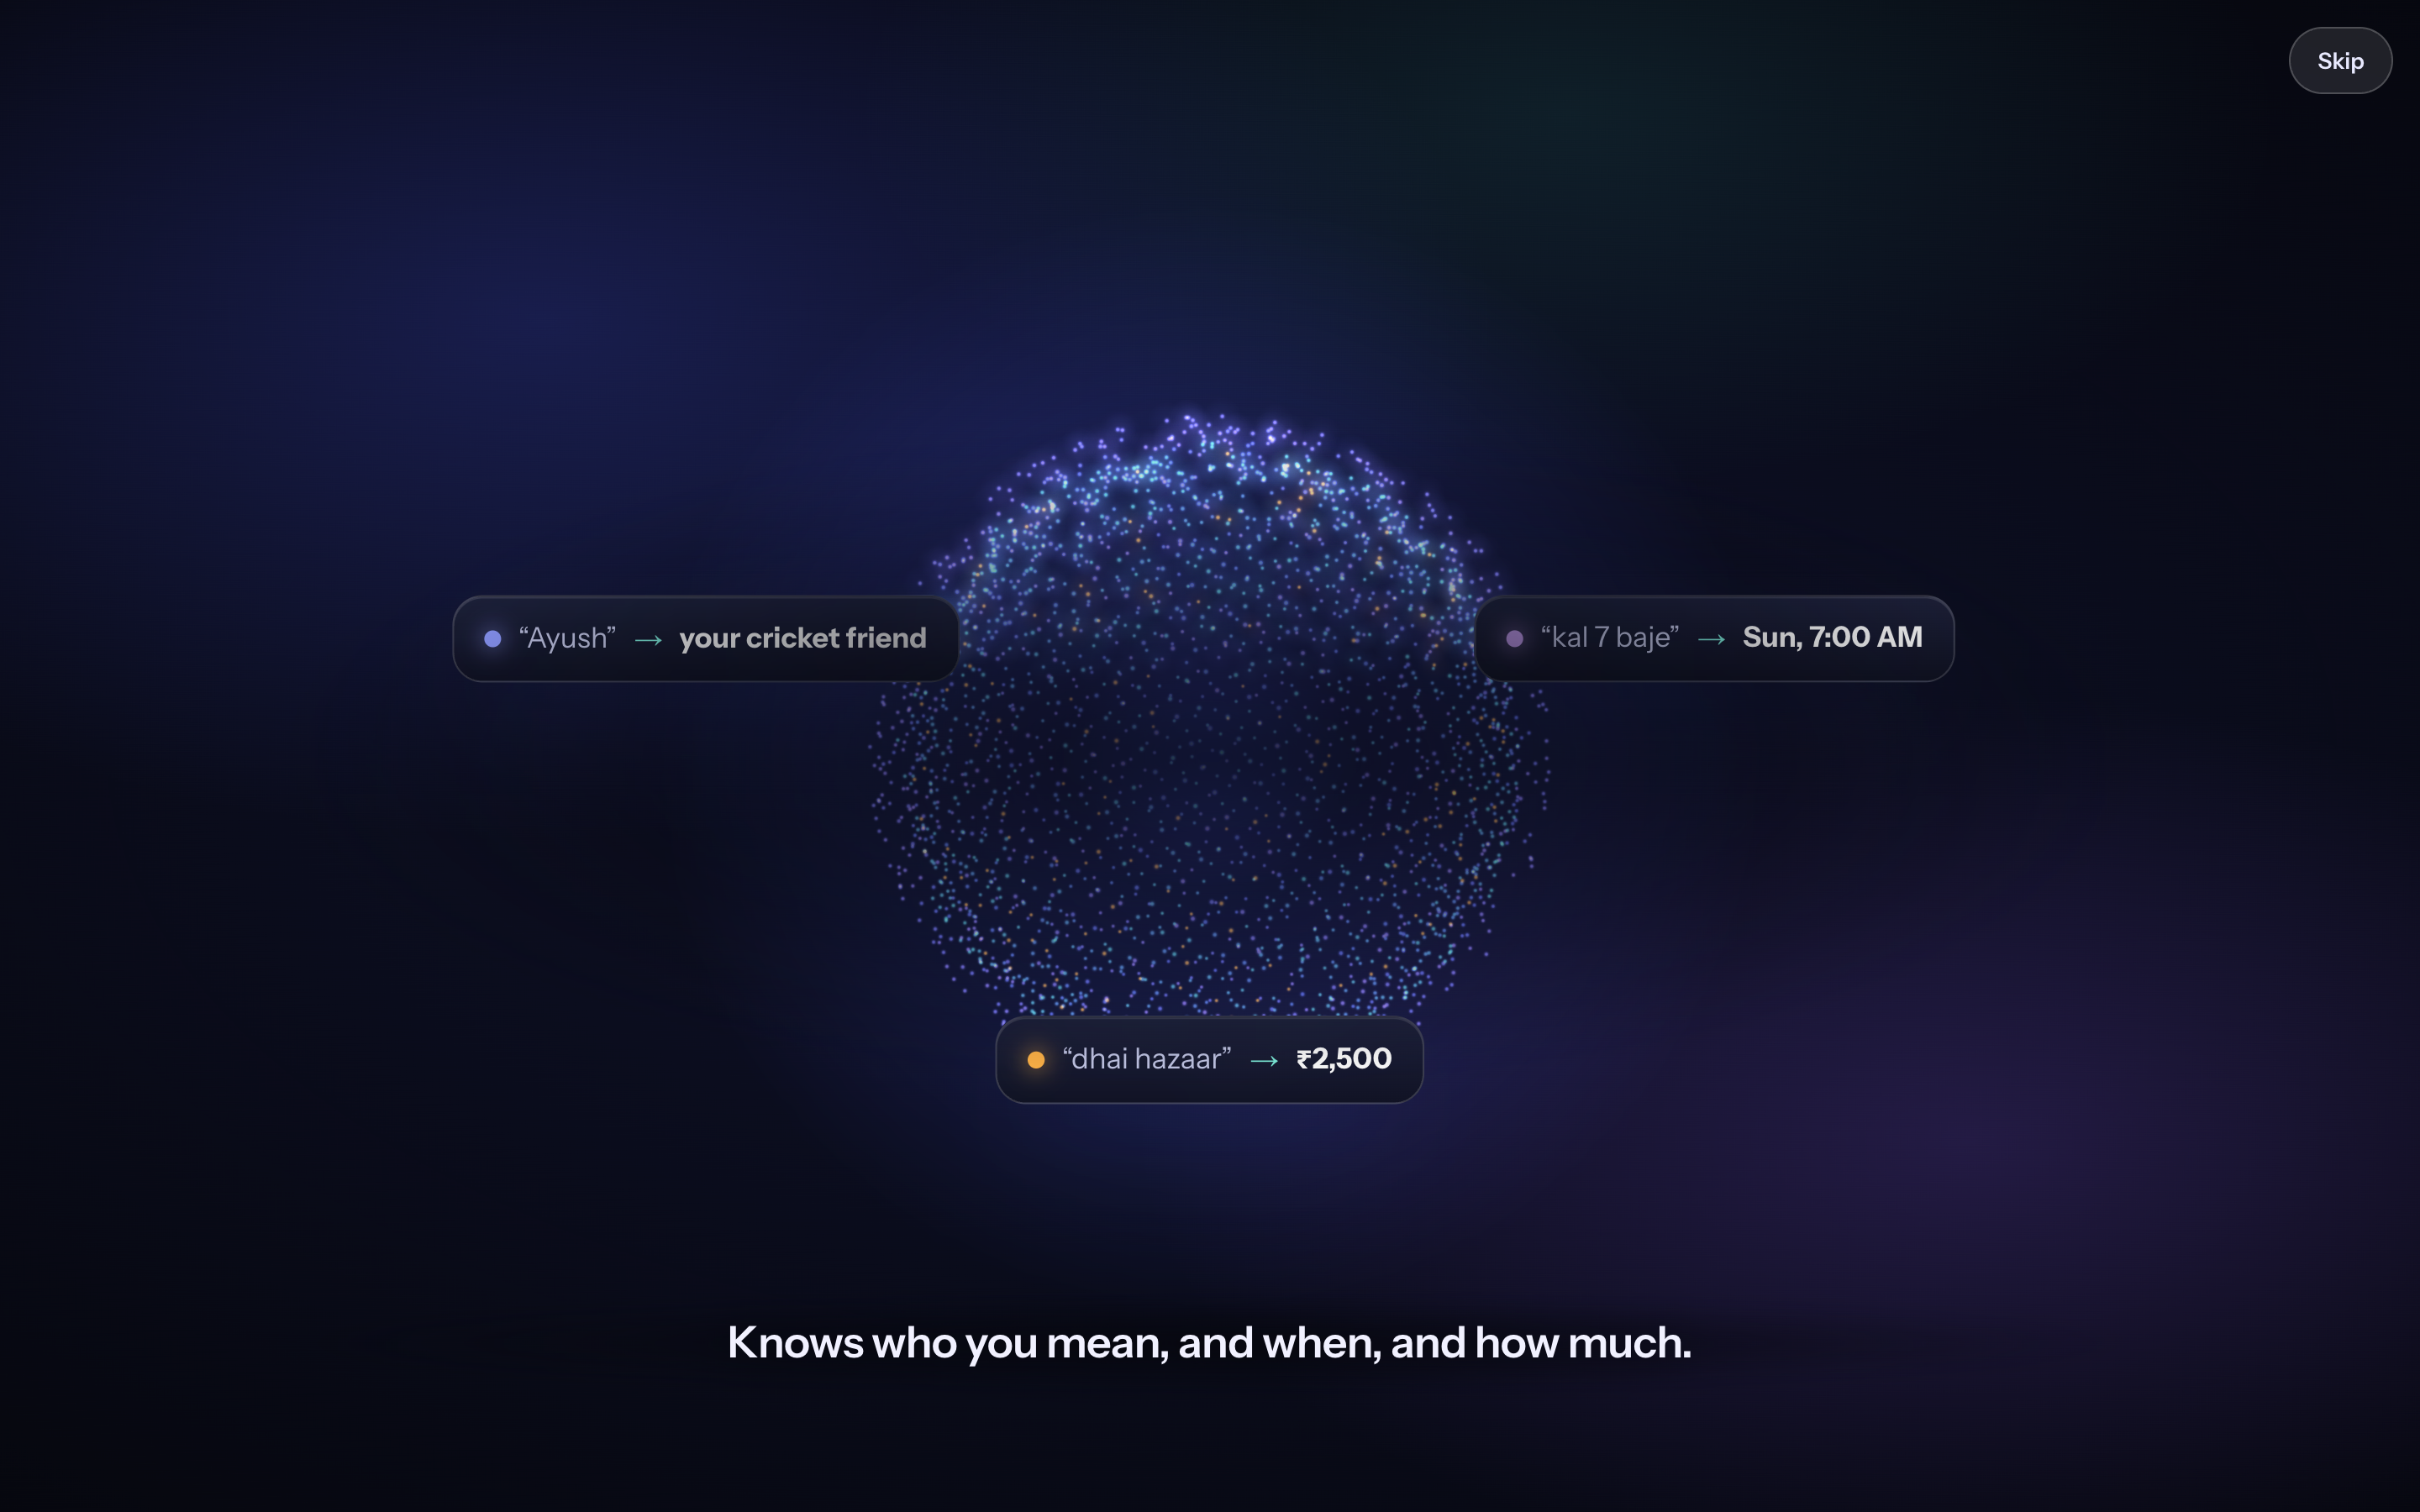 Skip
“Ayush” → your cricket friend
“kal 7 baje” → Sun, 7:00 AM
“dhai hazaar” → ₹2,500
Knows who you mean, and when, and how much.